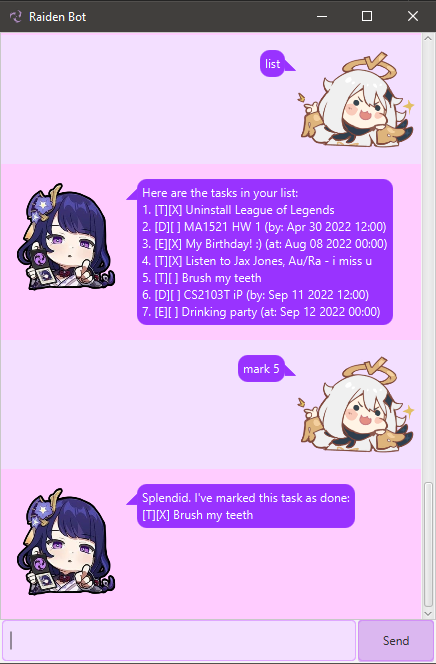 Raiden Bot
list
Here are the tasks in your list:
1. [T][X] Uninstall League of Legends
2. [D][ ] MA1521 HW 1 (by: Apr 30 2022 12:00)
3. [E][X] My Birthday! :) (at: Aug 08 2022 00:00)
4. [T][X] Listen to Jax Jones, Au/Ra - i miss u
5. [T][ ] Brush my teeth
6. [D][ ] CS2103T iP (by: Sep 11 2022 12:00)
7. [E][ ] Drinking party (at: Sep 12 2022 00:00)
mark 5
Splendid. I've marked this task as done:
[T][X] Brush my teeth
Send